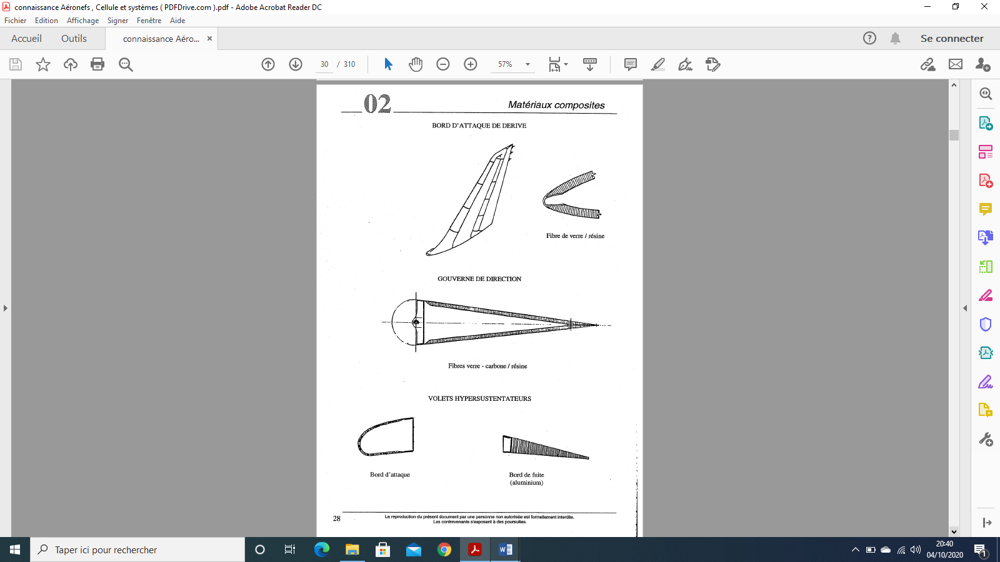 connaissance Aéronefs , Cellule et systèmes ( PDFDrive.com ).pdf - Adobe Acrobat Reader DC
Fichier Edition Affichage Signer Fenêtre Aide
Accueil Outils connaissance Aéro... Se connecter
30 / 310 57%
02 Matériaux composites
BORD D'ATTAQUE DE DERIVE
Fibre de verre / résine
GOUVERNE DE DIRECTION
Fibres verre - carbone / résine
VOLETS HYPERSUSTENTATEURS
Bord d'attaque
Bord de fuite
(aluminium)
28
La reproduction du présent document par une personne non autorisée est formellement interdite.
Les contrevenants s'exposent à des poursuites.
Taper ici pour rechercher
20:40
04/10/2020
1